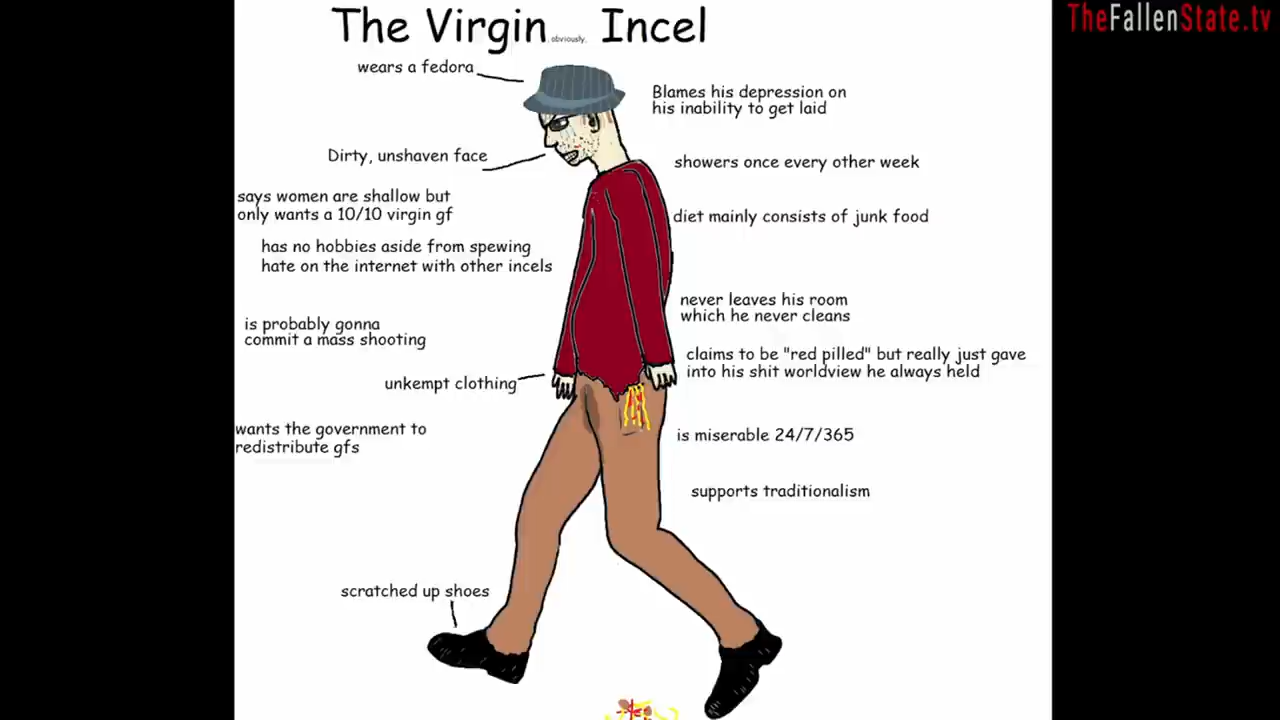 TheFallenState.tv
The Virgin, obviously, Incel
wears a fedora
Blames his depression on
his inability to get laid
Dirty, unshaven face
showers once every other week
says women are shallow but
only wants a 10/10 virgin gf
diet mainly consists of junk food
has no hobbies aside from spewing
hate on the internet with other incels
never leaves his room
which he never cleans
is probably gonna
commit a mass shooting
claims to be "red pilled" but really just gave
into his shit worldview he always held
unkempt clothing
wants the government to
redistribute gfs
is miserable 24/7/365
supports traditionalism
scratched up shoes